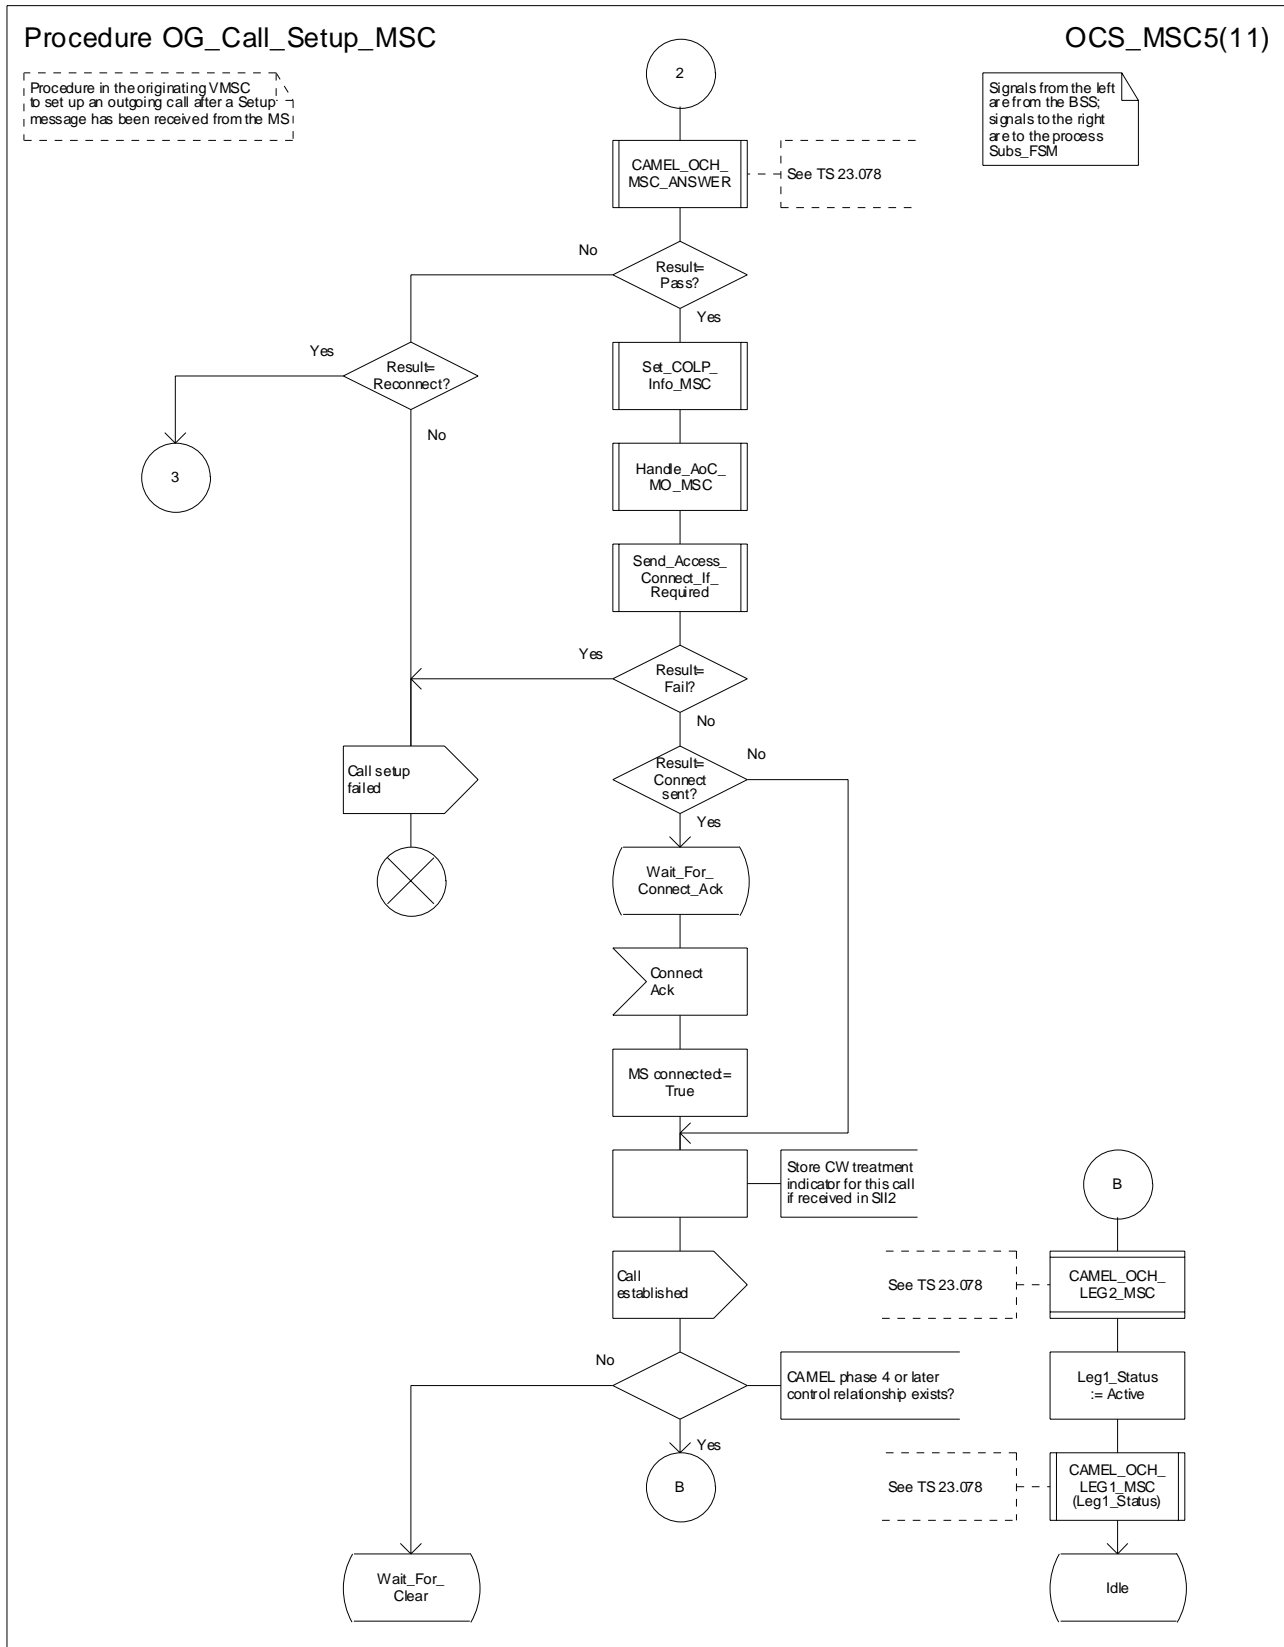 Procedure OG_Call_Setup_MSC
OCS_MSC5(11)
Procedure in the originating VMSC
to set up an outgoing call after a Setup
message has been received from the MS
Signals from the left
are from the BSS;
signals to the right
are to the process
Subs_FSM
2
CAMEL_OCH_
MSC_ANSWER
See TS 23.078
No
Result=
Pass?
Yes
Yes
Result=
Reconnect?
No
3
Set_COLP_
Info_MSC
Handle_AoC_
MO_MSC
Send_Access_
Connect_If_
Required
Yes
Result=
Fail?
No
Call setup
failed
Result=
Connect
sent?
No
Yes
Wait_For_
Connect_Ack
Connect
Ack
MS connected:=
True
Store CW treatment
indicator for this call
if received in SII2
Call
established
No
CAMEL phase 4 or later
control relationship exists?
Yes
B
Wait_For_
Clear
B
See TS 23.078
CAMEL_OCH_
LEG2_MSC
Leg1_Status
:= Active
See TS 23.078
CAMEL_OCH_
LEG1_MSC
(Leg1_Status)
Idle